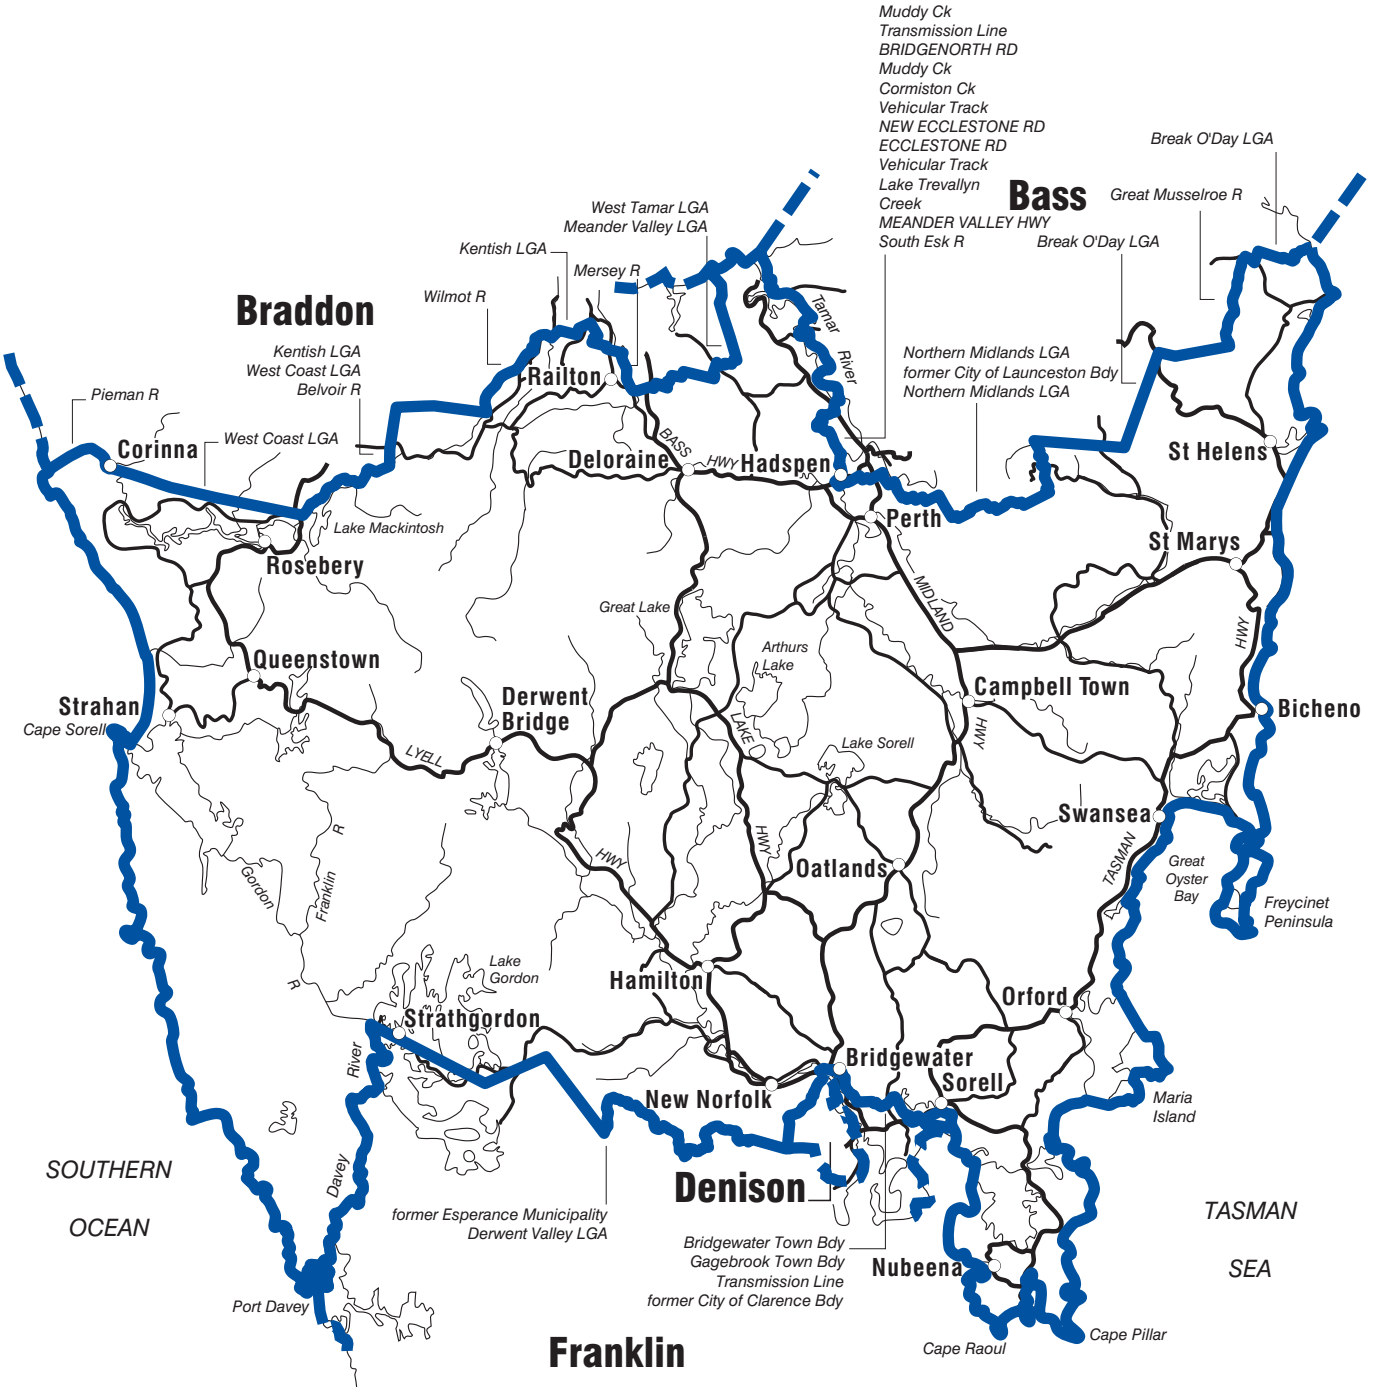 Muddy Ck
Transmission Line
BRIDGENORTH RD
Muddy Ck
Cormiston Ck
Vehicular Track
NEW ECCLESTONE RD
ECCLESTONE RD
Vehicular Track
Lake Trevallyn
Creek
MEANDER VALLEY HWY
South Esk R
Break O'Day LGA
Bass
Great Musselroe R
Break O'Day LGA
West Tamar LGA
Meander Valley LGA
Kentish LGA
Mersey R
Wilmot R
Braddon
Kentish LGA
West Coast LGA
Belvoir R
Tamar
River
Northern Midlands LGA
former City of Launceston Bdy
Northern Midlands LGA
Pieman R
Railton
Corinna
West Coast LGA
BASS
HWY
Deloraine
Hadspen
St Helens
Lake Mackintosh
Perth
Rosebery
St Marys
MIDLAND
Great Lake
HWY
Arthurs
Lake
Queenstown
Campbell Town
Derwent
Bridge
Strahan
Cape Sorell
Bicheno
LAKE
HWY
Lake Sorell
LYELL
Swansea
R
HWY
HWY
TASMAN
Oatlands
Great
Oyster
Bay
Gordon
Franklin
Freycinet
Peninsula
Lake
Gordon
R
Hamilton
Orford
Strathgordon
River
Bridgewater
Sorell
New Norfolk
Maria
Island
SOUTHERN
OCEAN
Davey
Denison
TASMAN
SEA
former Esperance Municipality
Derwent Valley LGA
Bridgewater Town Bdy
Gagebrook Town Bdy
Transmission Line
former City of Clarence Bdy
Nubeena
Port Davey
Cape Pillar
Cape Raoul
Franklin